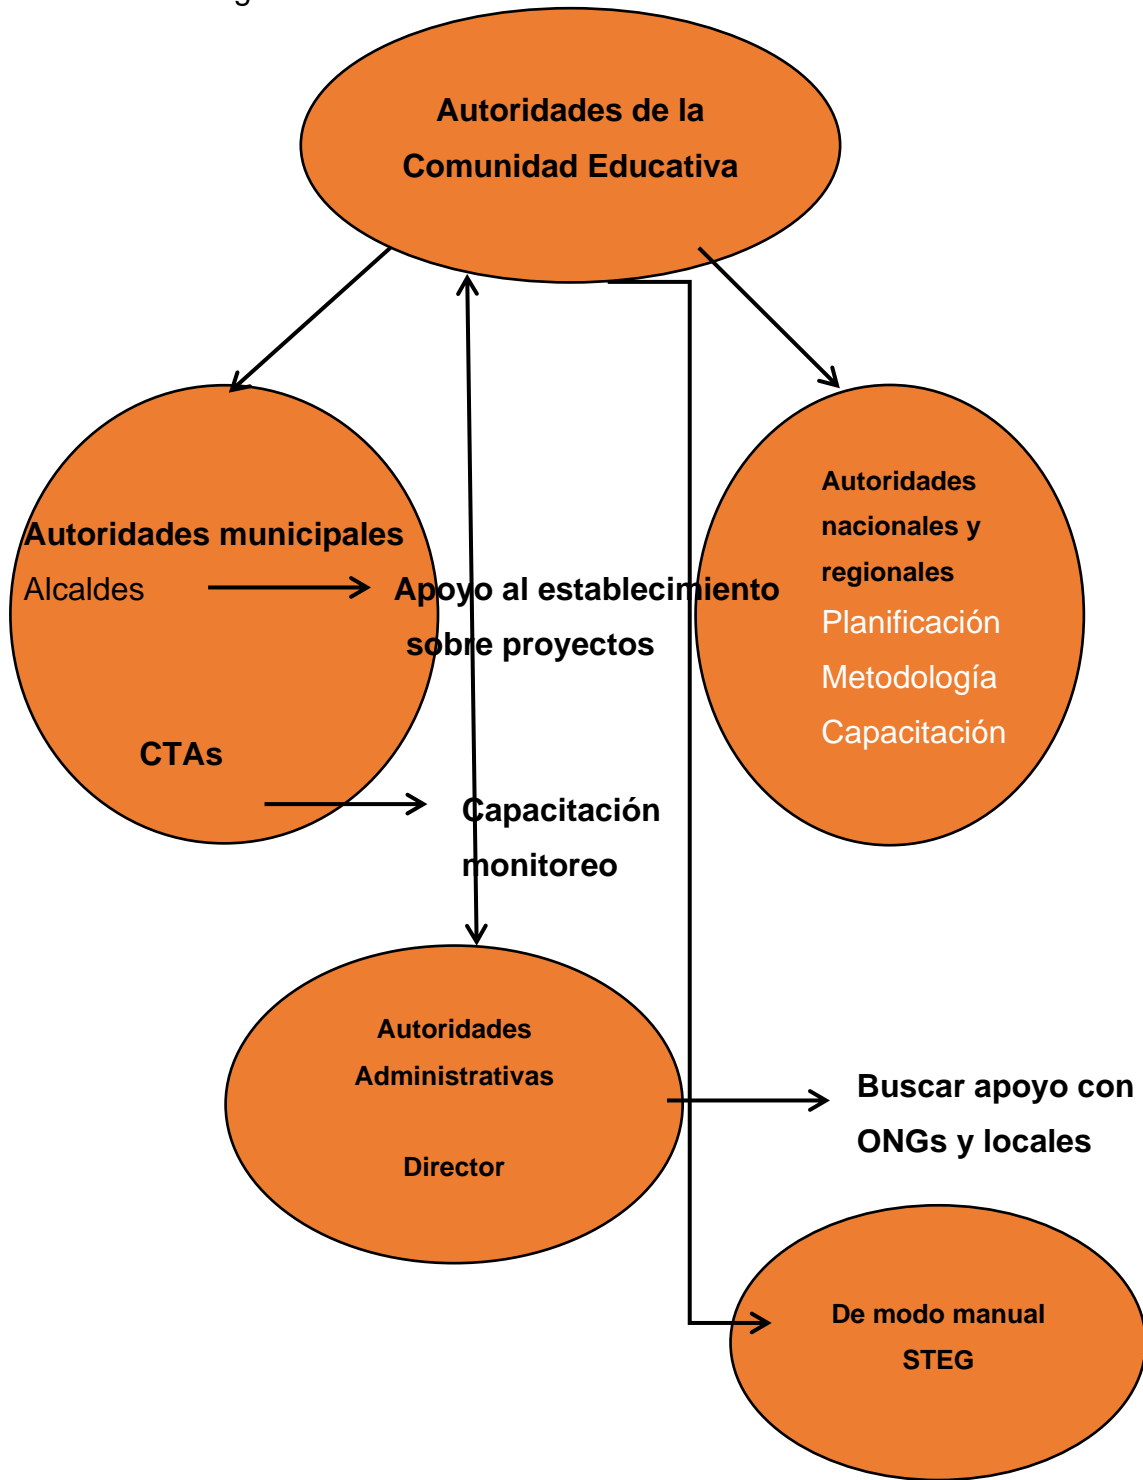 Autoridades de la
Comunidad Educativa
Autoridades municipales
Alcaldes
Apoyo al establecimiento
sobre proyectos
CTAs
Capacitación
monitoreo
Autoridades
nacionales y
regionales
Planificación
Metodología
Capacitación
Autoridades
Administrativas
Director
Buscar apoyo con
ONGs y locales
De modo manual
STEG